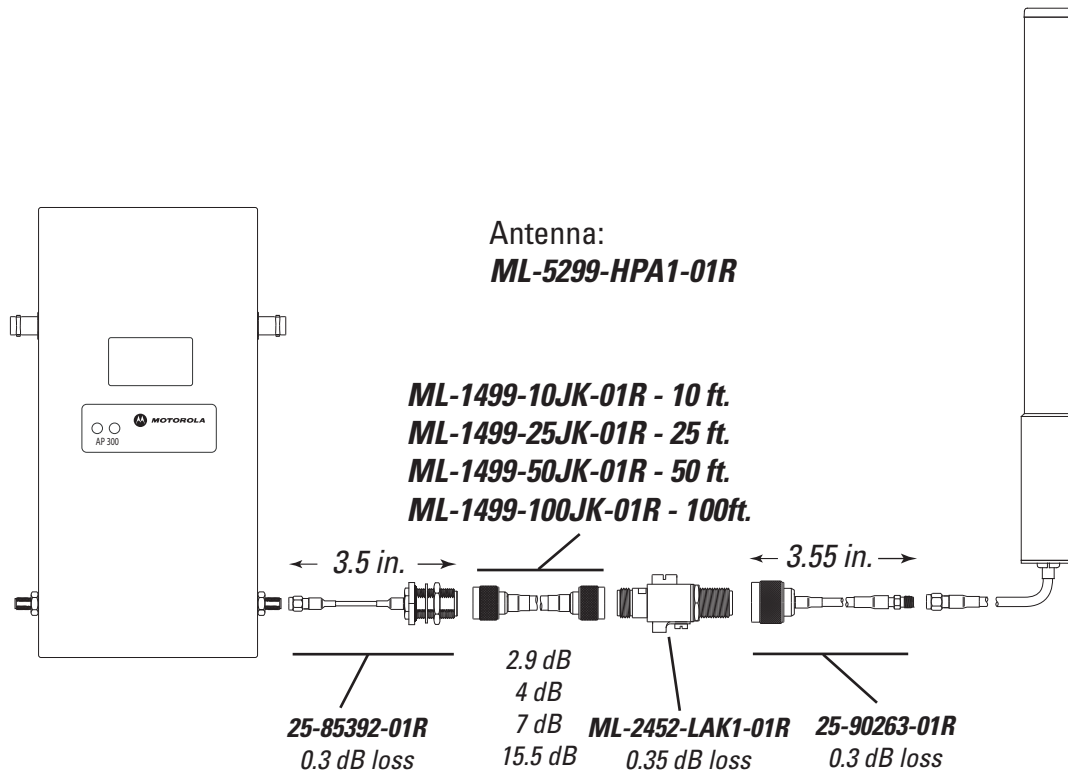 Antenna:
ML-5299-HPA1-01R
MOTOROLA
AP 300
ML-1499-10JK-01R - 10 ft.
ML-1499-25JK-01R - 25 ft.
ML-1499-50JK-01R - 50 ft.
ML-1499-100JK-01R - 100ft.
3.5 in.
3.55 in.
25-85392-01R
0.3 dB loss
2.9 dB
4 dB
7 dB
15.5 dB
ML-2452-LAK1-01R
0.35 dB loss
25-90263-01R
0.3 dB loss